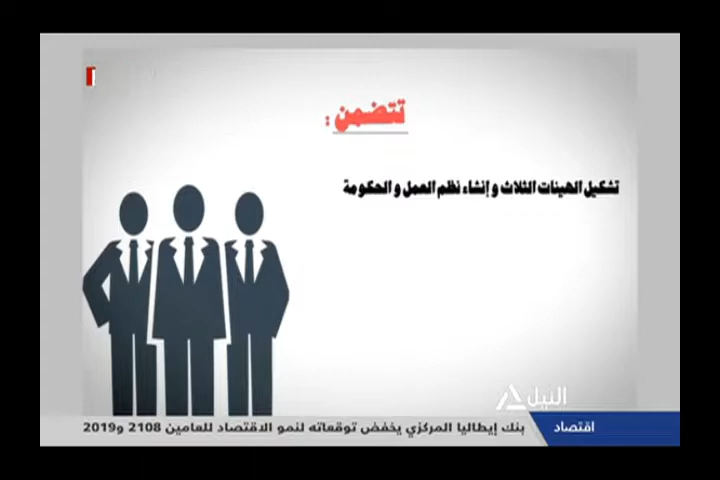 تتضمن :
تشكيل الهيئات الثلاث و إنشاء نظم العمل و الحكومة
النيل
اقتصاد
بنك إيطاليا المركزي يخفض توقعاته لنمو الاقتصاد للعامين 2108 و2019